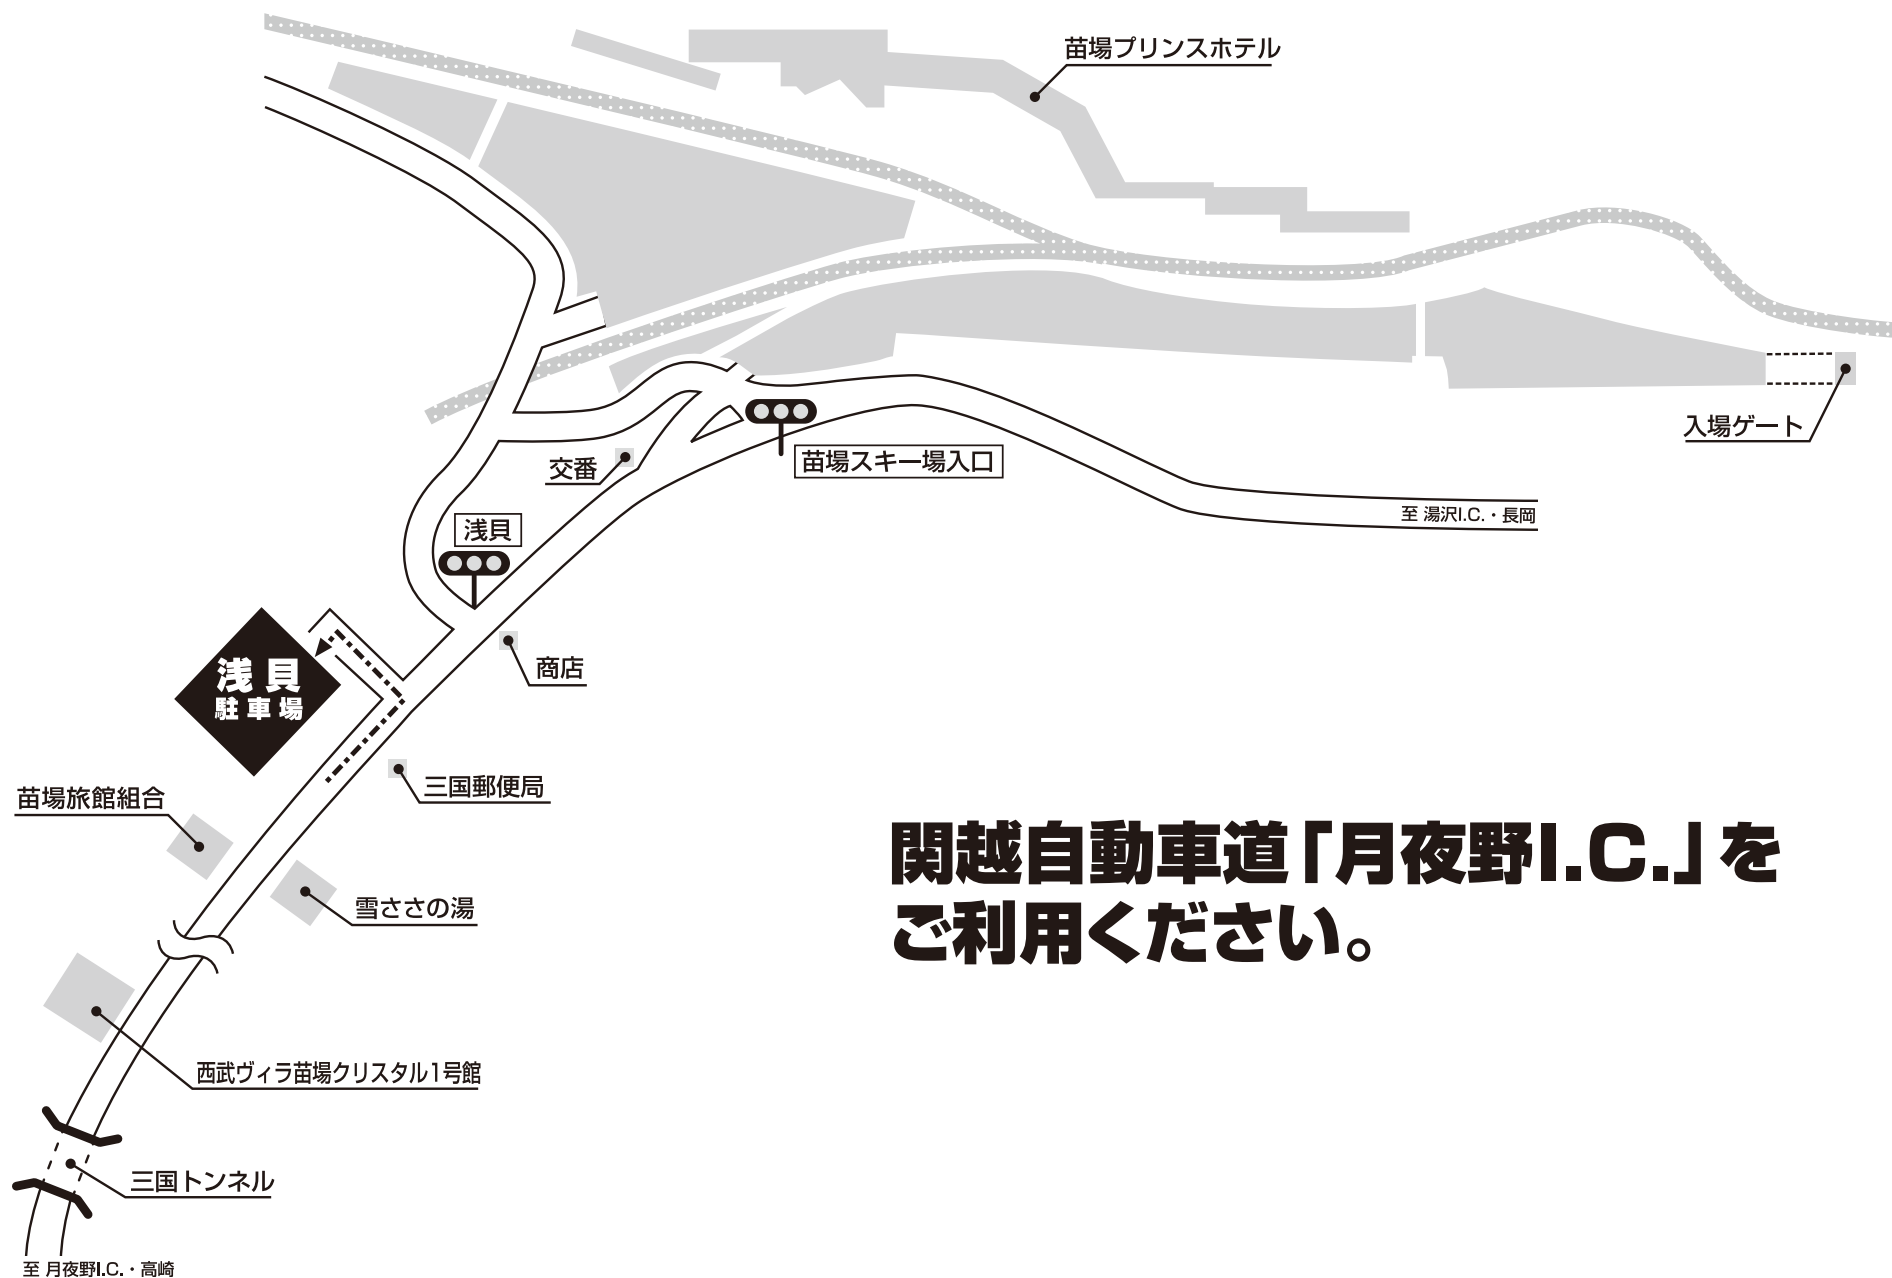 苗場プリンスホテル
入場ゲート
苗場スキー場入口
交番
至 湯沢I.C.・長岡
浅貝
商店
浅貝
駐車場
三国郵便局
苗場旅館組合
関越自動車道「月夜野I.C.」を
ご利用ください。
雪ささの湯
西武ヴィラ苗場クリスタル1号館
三国トンネル
至 月夜野I.C.・高崎